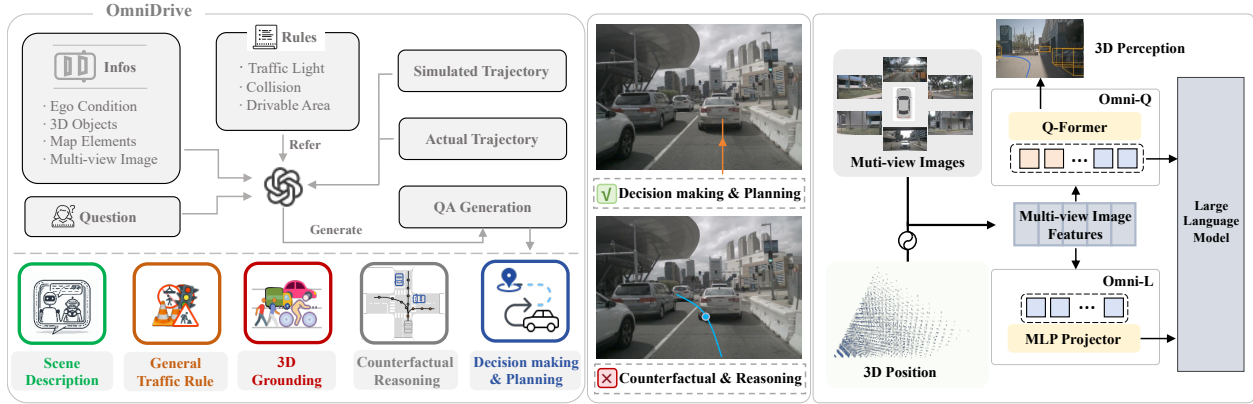 OmniDrive
Infos
· Ego Condition
· 3D Objects
· Map Elements
· Multi-view Image
Question
Rules
· Traffic Light
· Collision
· Drivable Area
Refer
Generate
Simulated Trajectory
Actual Trajectory
QA Generation
Scene
Description
General
Traffic Rule
3D
Grounding
Counterfactual
Reasoning
Decision making
& Planning
√ Decision making & Planning
Counterfactual & Reasoning
Muti-view Images
3D Position
3D Perception
Omni-Q
Q-Former
Multi-view Image
Features
Omni-L
MLP Projector
Large
Language
Model